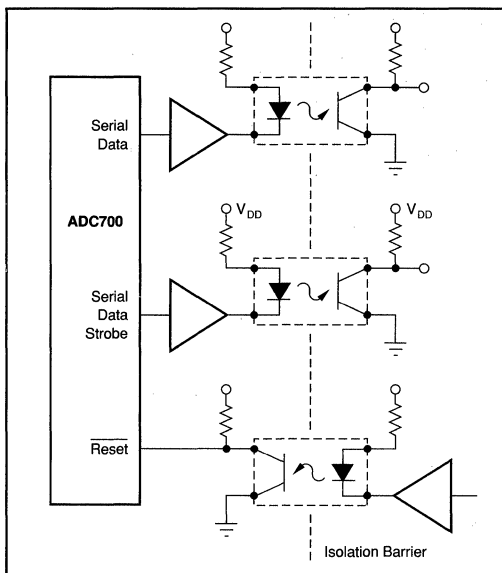 Serial
Data
ADC700
V_DD
V_DD
Serial
Data
Strobe
Reset
Isolation Barrier